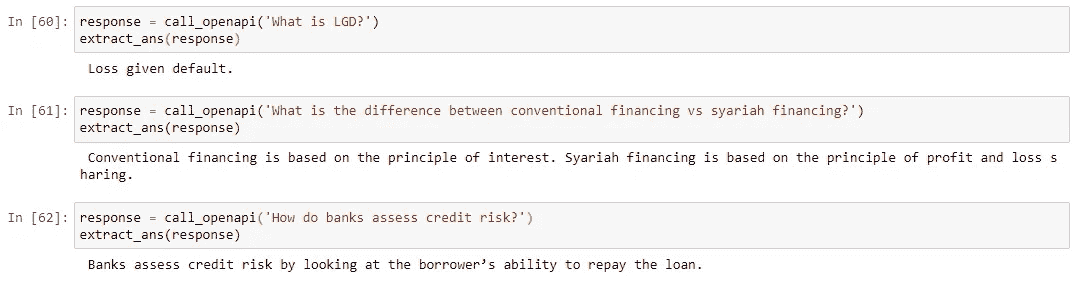 In [60]: response = call_openapi('What is LGD?')
extract_ans(response)
Loss given default.
In [61]: response = call_openapi('What is the difference between conventional financing vs syariah financing?')
extract_ans(response)
Conventional financing is based on the principle of interest. Syariah financing is based on the principle of profit and loss s
haring.
In [62]: response = call_openapi('How do banks assess credit risk?')
extract_ans(response)
Banks assess credit risk by looking at the borrower’s ability to repay the loan.